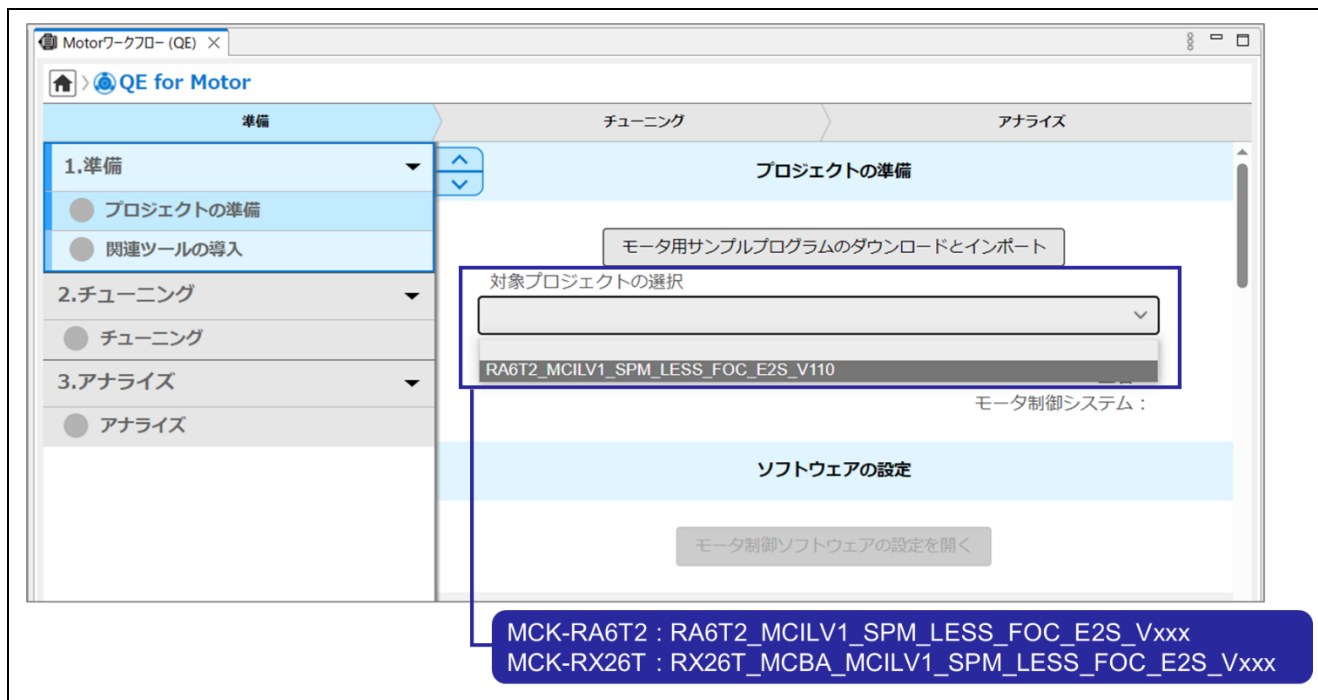 Motorワークフロー (QE)
QE for Motor
準備
チューニング
アナライズ
1.準備
プロジェクトの準備
関連ツールの導入
2.チューニング
チューニング
3.アナライズ
アナライズ
プロジェクトの準備
モータ用サンプルプログラムのダウンロードとインポート
対象プロジェクトの選択
RA6T2_MCILV1_SPM_LESS_FOC_E2S_V110
モータ制御システム :
ソフトウェアの設定
モータ制御ソフトウェアの設定を開く
MCK-RA6T2 : RA6T2_MCILV1_SPM_LESS_FOC_E2S_Vxxx
MCK-RX26T : RX26T_MCBA_MCILV1_SPM_LESS_FOC_E2S_Vxxx